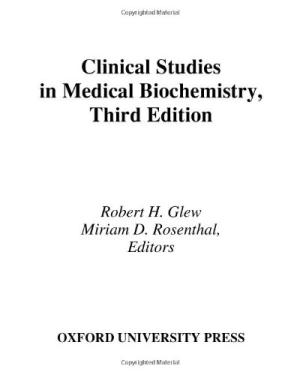 Copyrighted Material
Clinical Studies
in Medical Biochemistry,
Third Edition
Robert H. Glew
Miriam D. Rosenthal,
Editors
OXFORD UNIVERSITY PRESS
Copyrighted Material